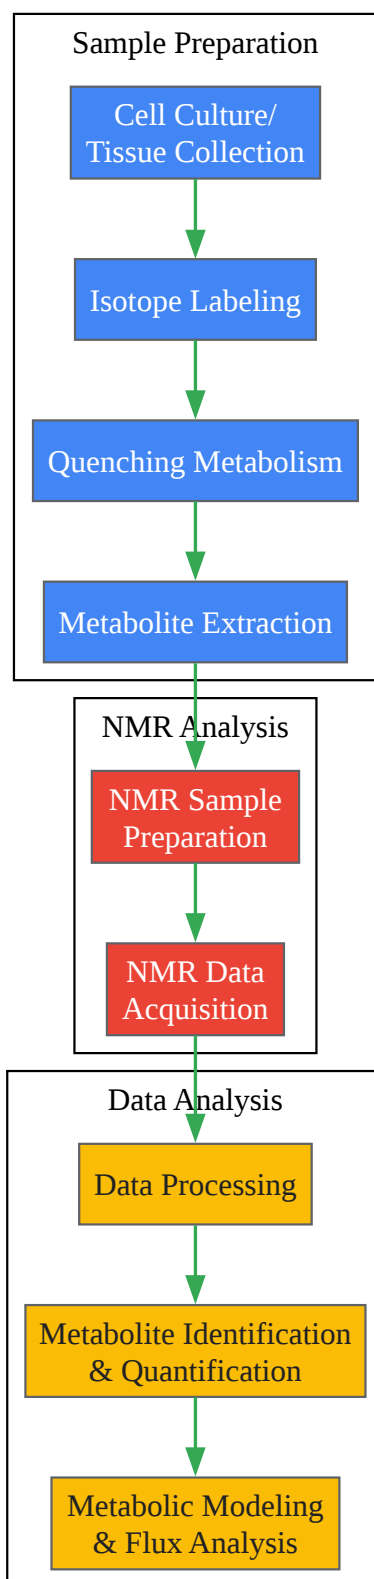 Sample Preparation
Cell Culture/
Tissue Collection
Isotope Labeling
Quenching Metabolism
Metabolite Extraction
NMR Analysis
NMR Sample
Preparation
NMR Data
Acquisition
Data Analysis
Data Processing
Metabolite Identification
& Quantification
Metabolic Modeling
& Flux Analysis